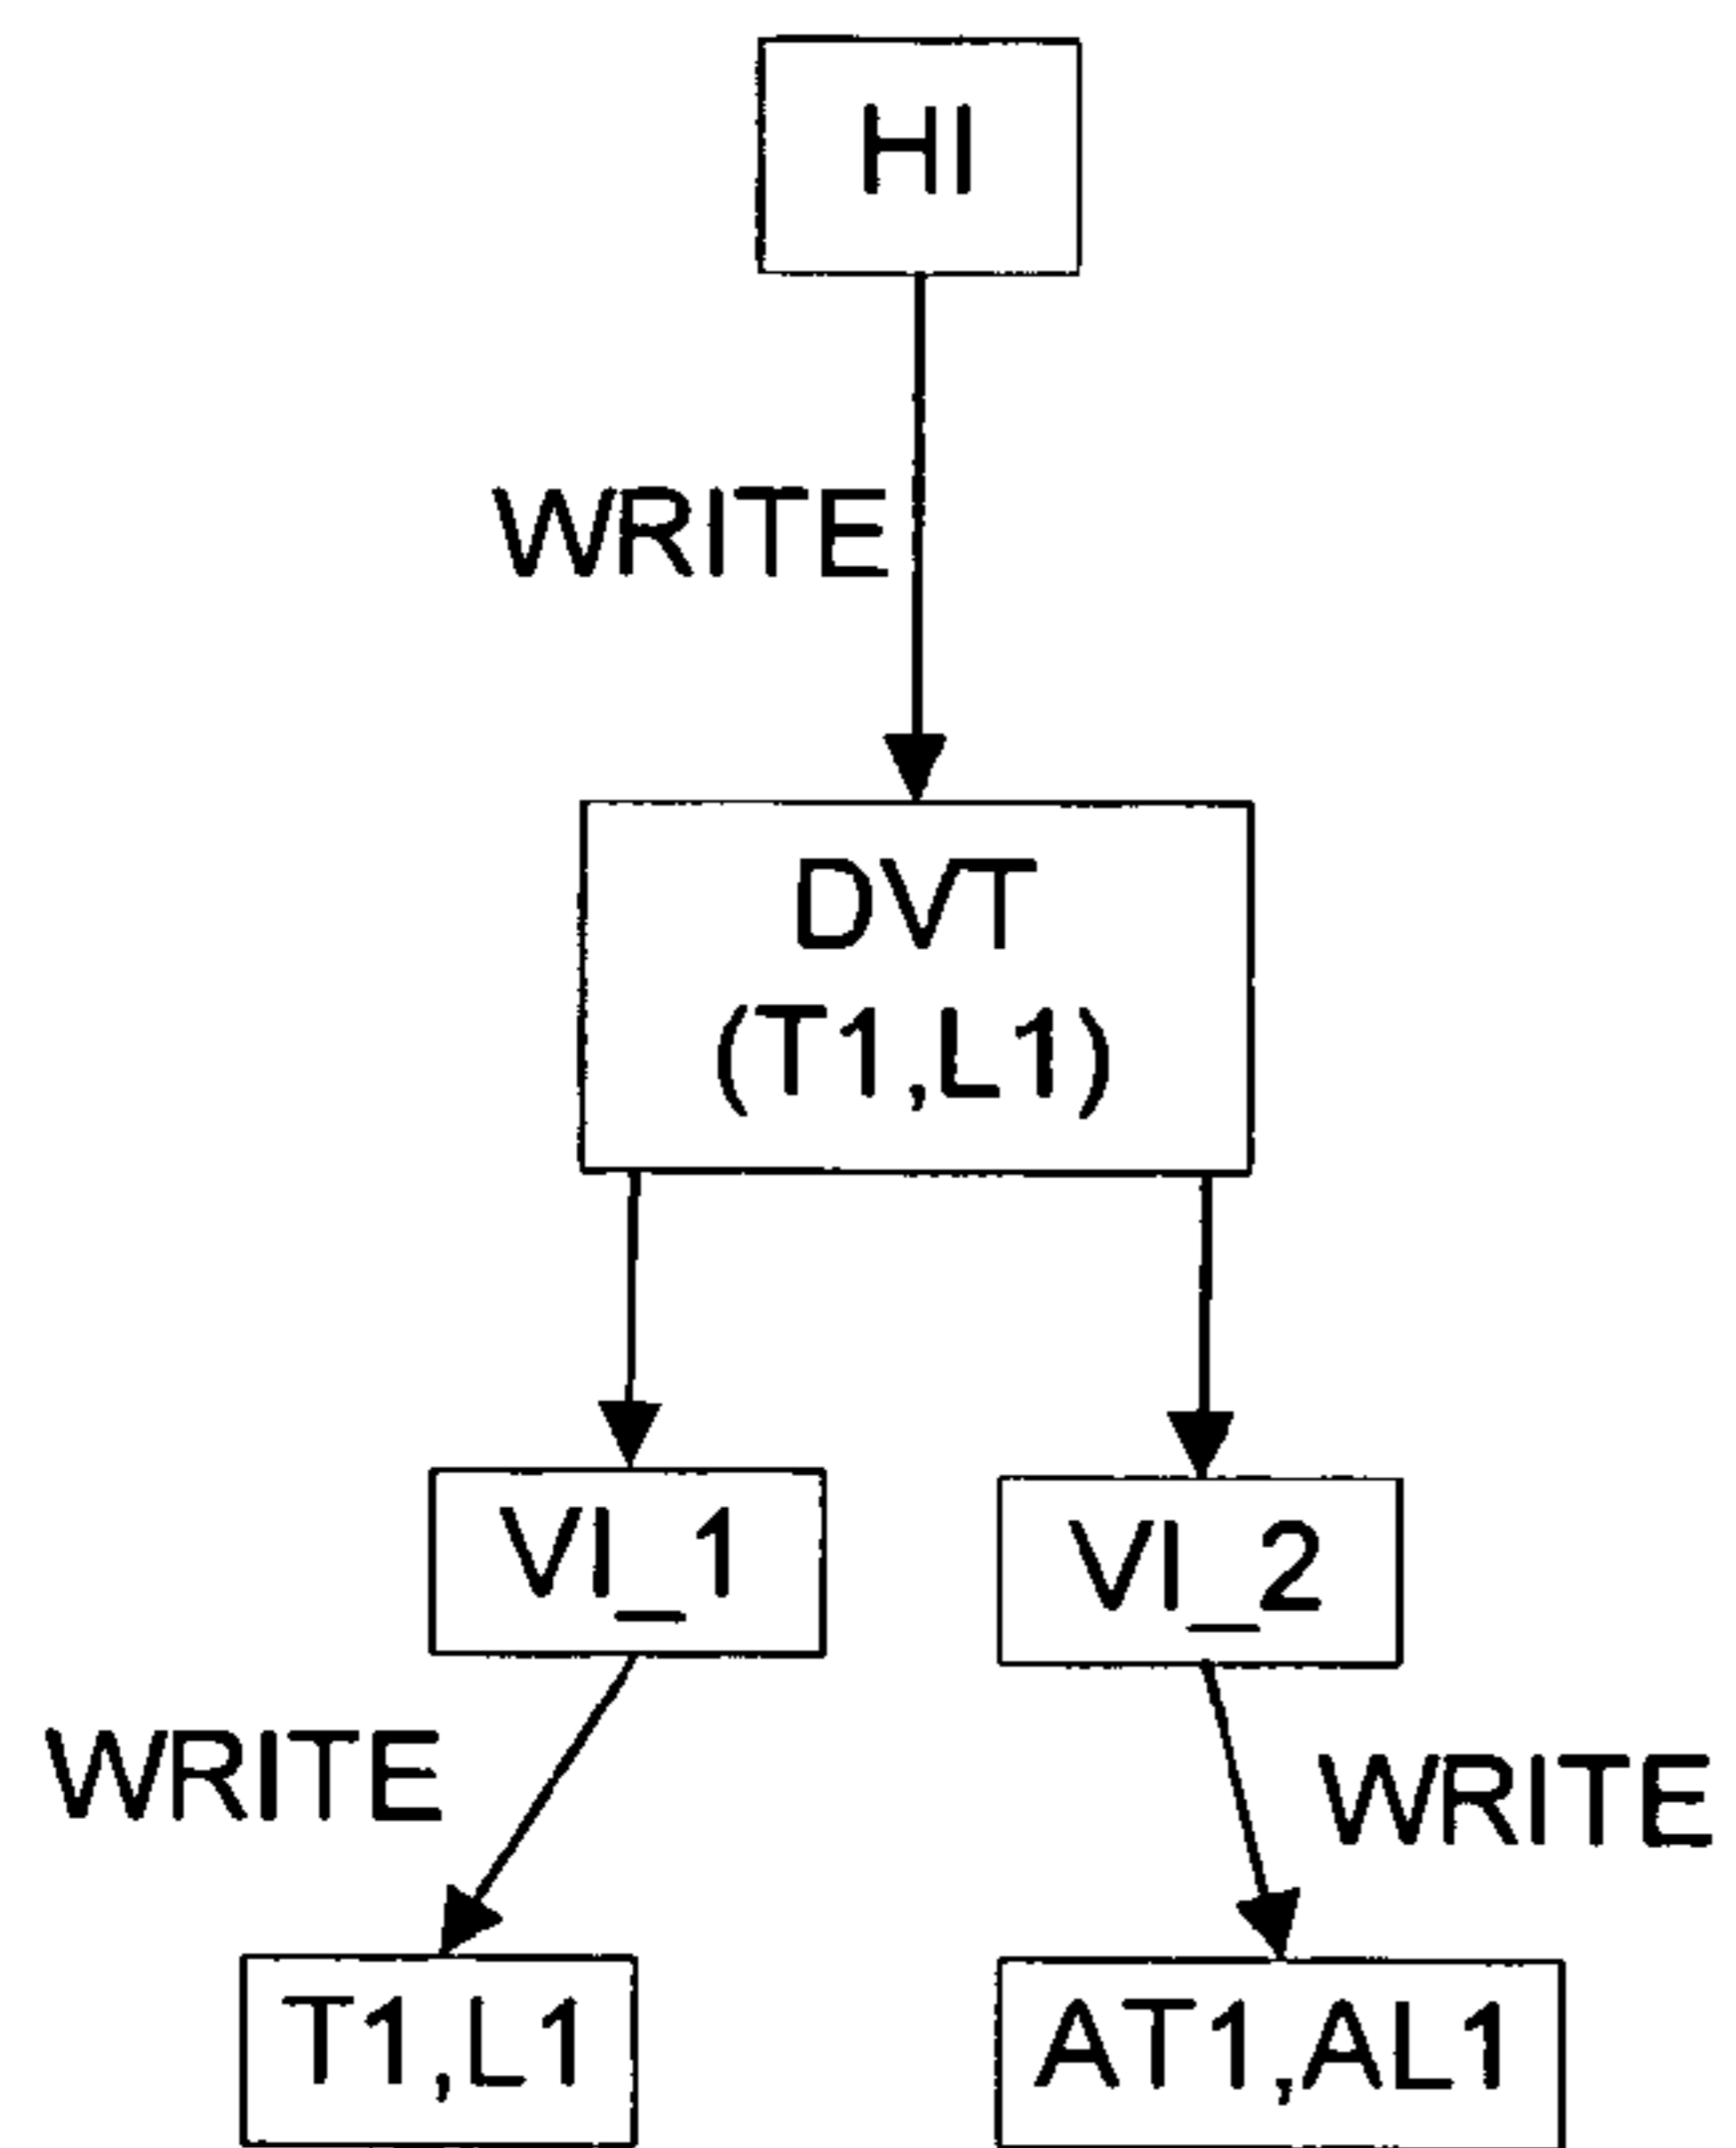 HI
WRITE
DVT
(T1,L1)
VI_1
VI_2
WRITE
WRITE
T1,L1
AT1,AL1